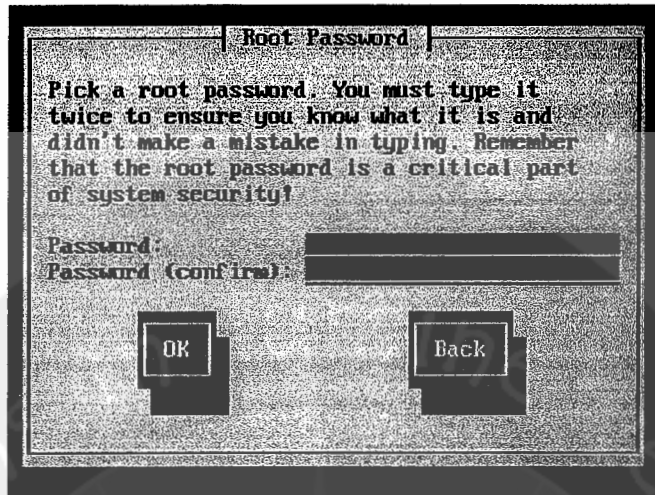 Root Password
Pick a root password. You must type it
twice to ensure you know what it is and
didn't make a mistake in typing. Remember
that the root password is a critical part
of system security!
Password:
Password (confirm):
OK
Back